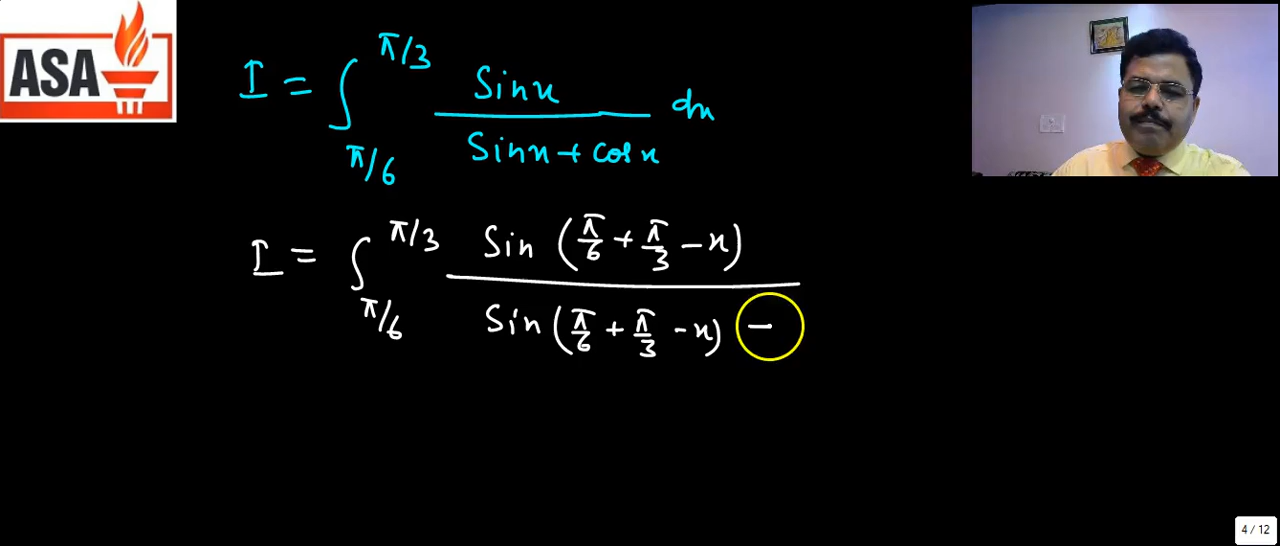 ASA
I = ∫_{π/6}^{π/3} Sinx / (Sinx + cosx) dx
I = ∫_{π/6}^{π/3} Sin (π/6 + π/3 - x) / Sin (π/6 + π/3 - x) -
4 / 12